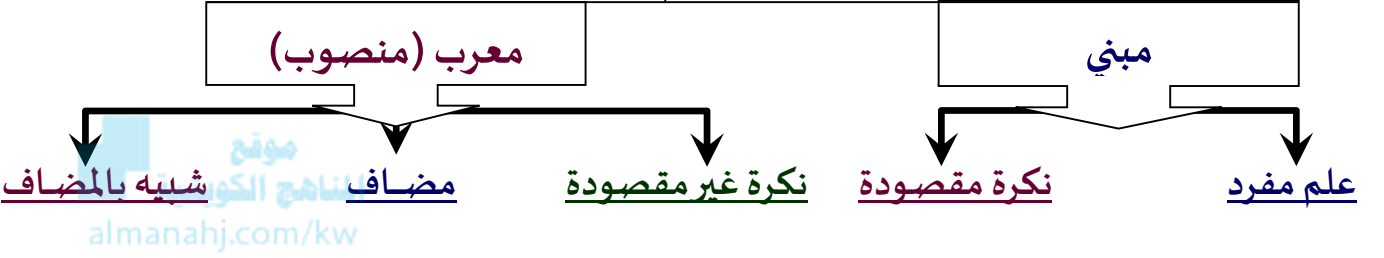 مبني
معرب (منصوب)
علم مفرد
نكرة مقصودة
نكرة غير مقصودة
مضاف
شبيه بالمضاف
موقع
المناهج الكويتية
almanahj.com/kw